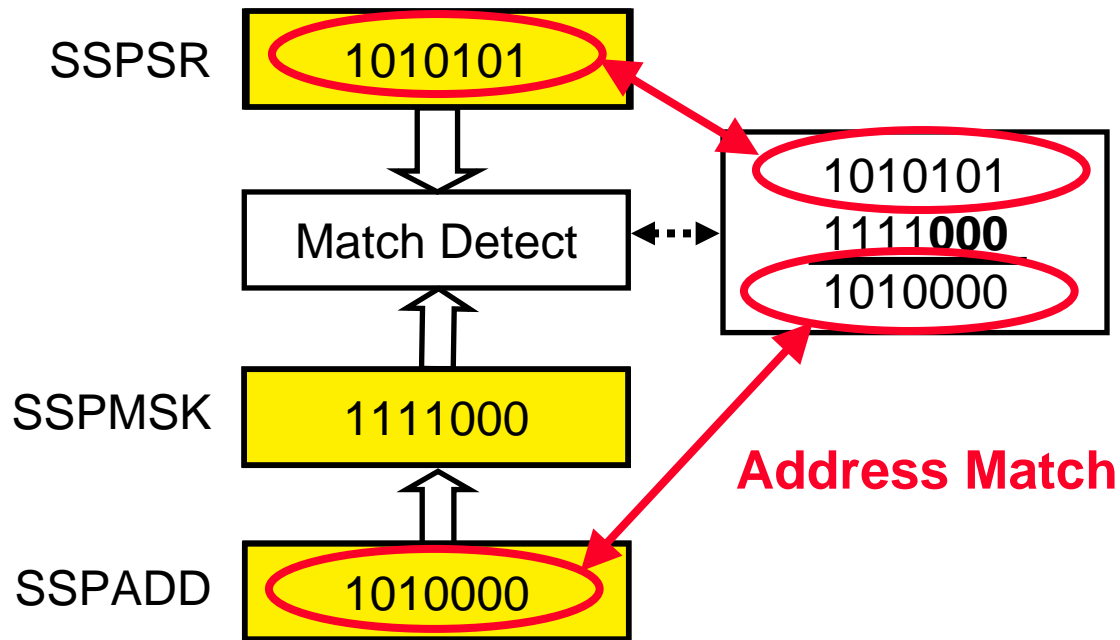 SSPSR
1010101
Match Detect
1010101
1111000
1010000
SSPMSK
1111000
Address Match
SSPADD
1010000